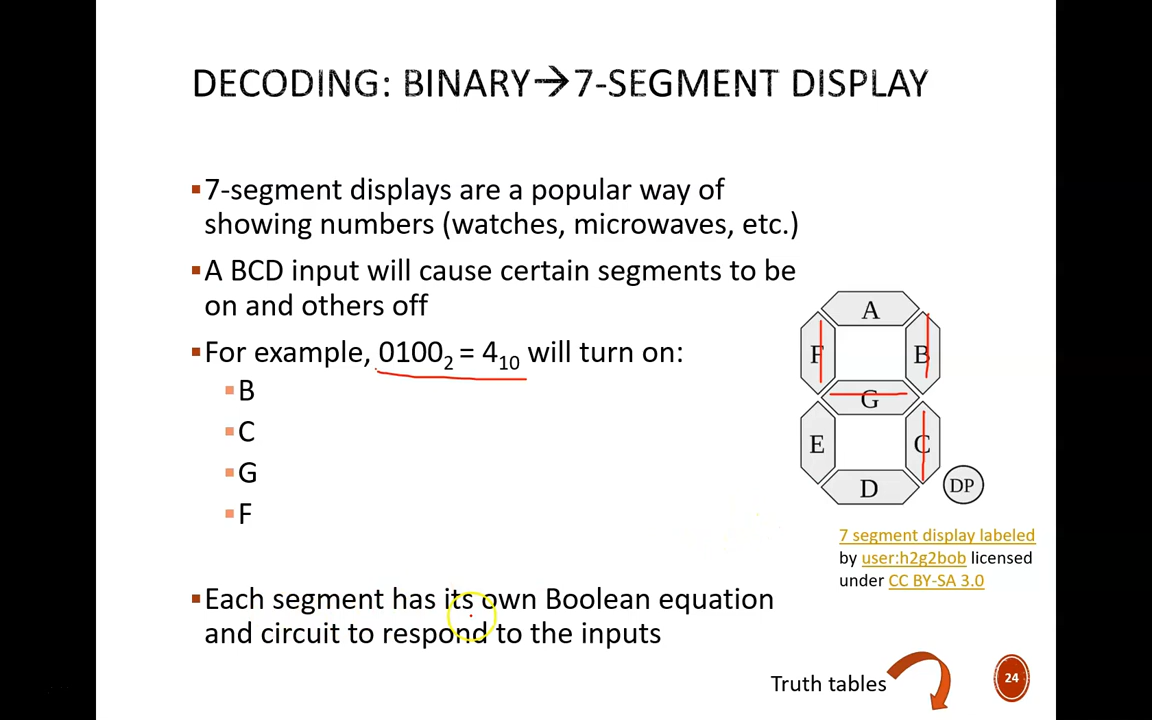 DECODING: BINARY→7-SEGMENT DISPLAY
▪7-segment displays are a popular way of
showing numbers (watches, microwaves, etc.)
▪A BCD input will cause certain segments to be
on and others off
▪For example, 0100₂ = 4₁₀ will turn on:
▪B
▪C
▪G
▪F
▪Each segment has its own Boolean equation
and circuit to respond to the inputs
A
F B
G
E C
D DP
7 segment display labeled
by user:h2g2bob licensed
under CC BY-SA 3.0
Truth tables
24